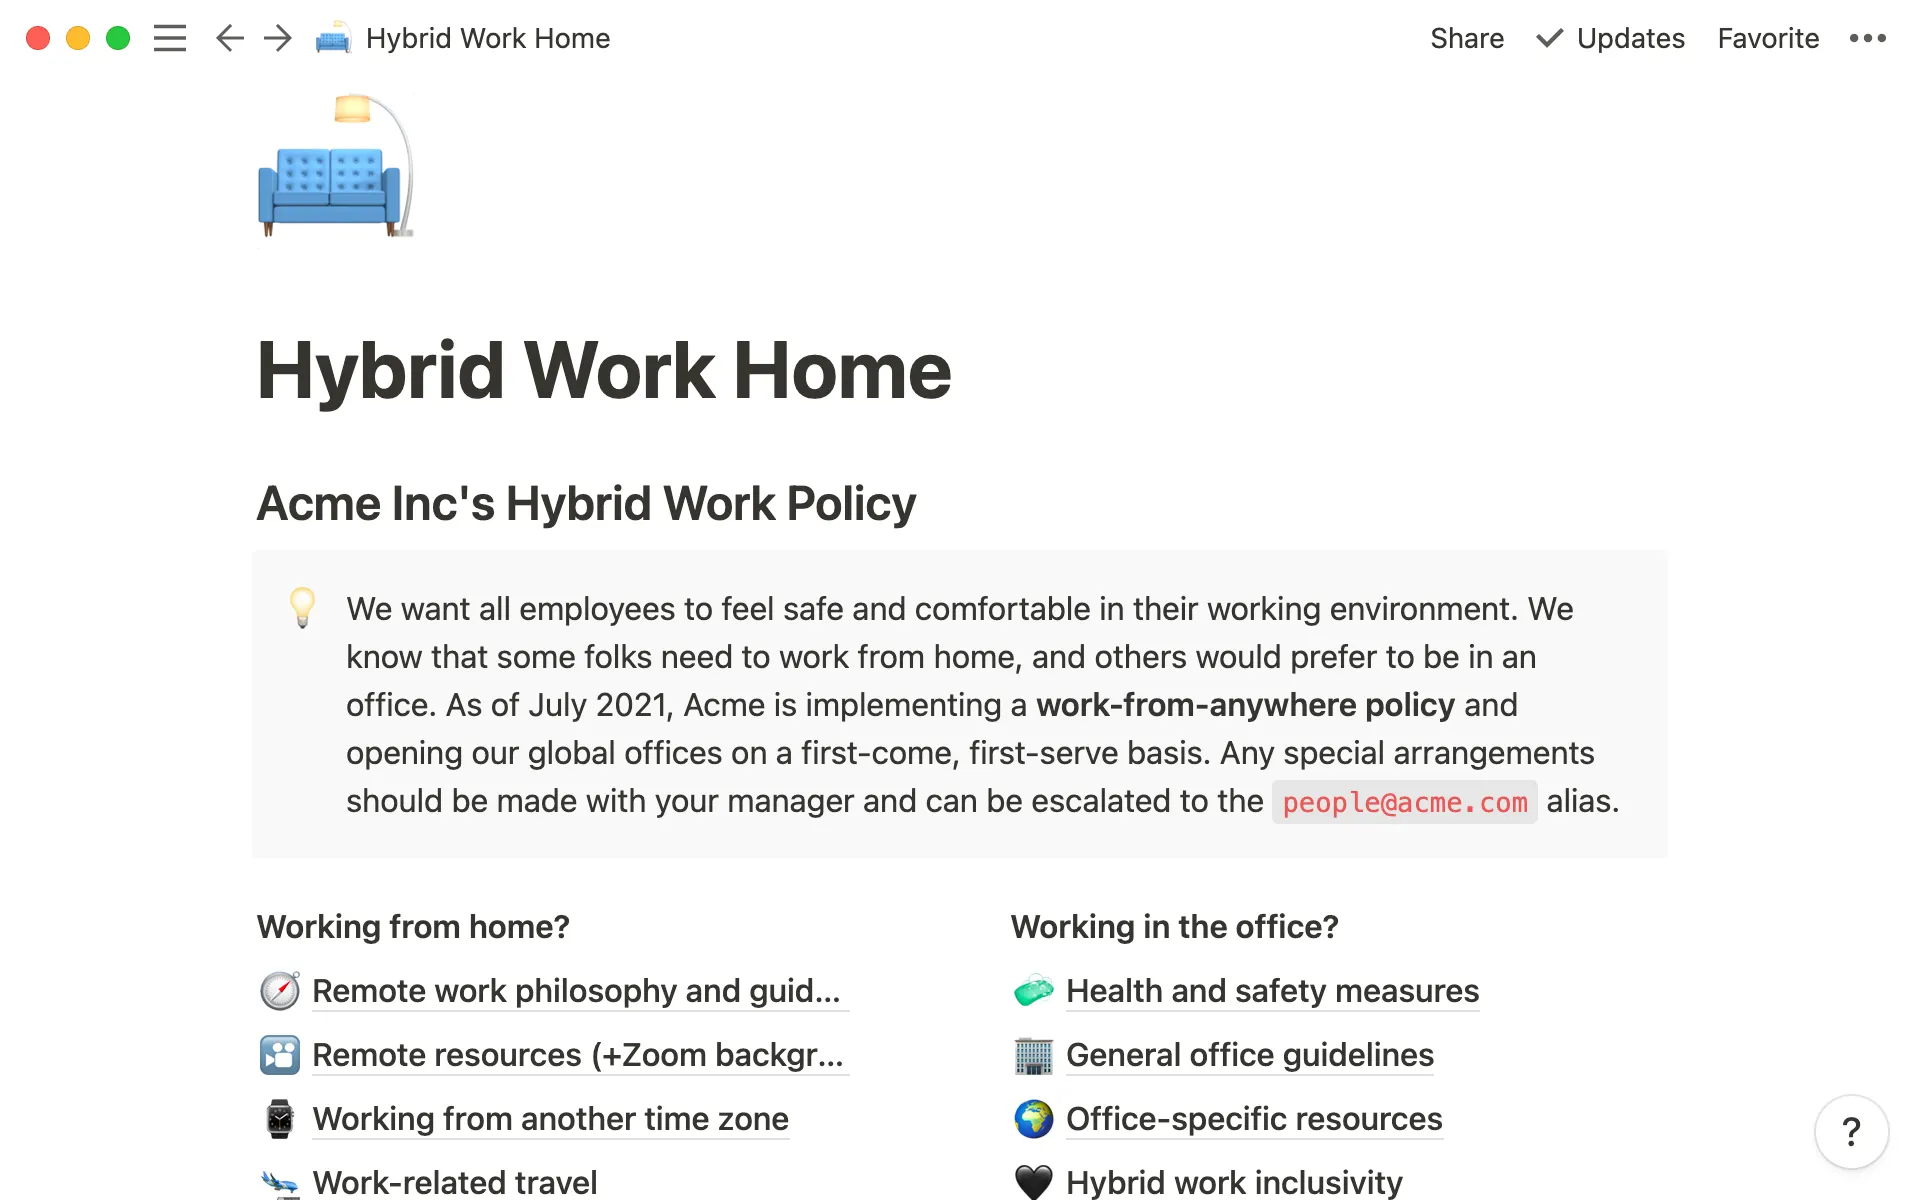 Hybrid Work Home
Share
Updates
Favorite
Hybrid Work Home
Acme Inc's Hybrid Work Policy
We want all employees to feel safe and comfortable in their working environment. We
know that some folks need to work from home, and others would prefer to be in an
office. As of July 2021, Acme is implementing a work-from-anywhere policy and
opening our global offices on a first-come, first-serve basis. Any special arrangements
should be made with your manager and can be escalated to the people@acme.com alias.
Working from home?
Remote work philosophy and guid...
Remote resources (+Zoom backgr...
Working from another time zone
Work-related travel
Working in the office?
Health and safety measures
General office guidelines
Office-specific resources
Hybrid work inclusivity
?